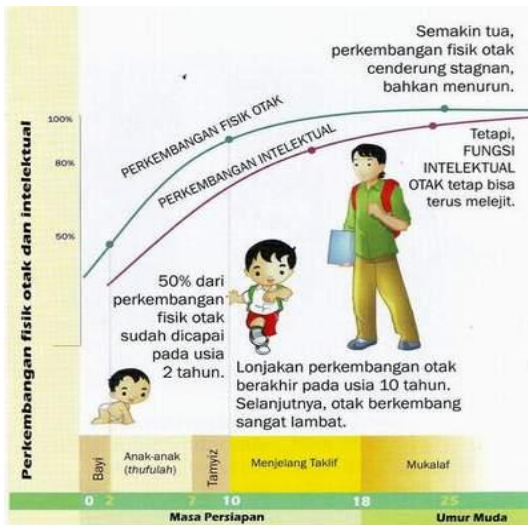 Semakin tua,
perkembangan fisik otak
cenderung stagnan,
bahkan menurun.
PERKEMBANGAN FISIK OTAK
PERKEMBANGAN INTELEKTUAL
Tetapi,
FUNGSI
INTELEKTUAL
OTAK tetap bisa
terus melejit.
Perkembangan fisik otak dan intelektual
100%
80%
50%
50% dari
perkembangan
fisik otak
sudah dicapai
pada usia
2 tahun.
Lonjakan perkembangan otak
berakhir pada usia 10 tahun.
Selanjutnya, otak berkembang
sangat lambat.
Bayi
Anak-anak
(thufulah)
Tamyiz
Menjelang Taklif
Mukalaf
0 2 7 10 18 25
Masa Persiapan
Umur Muda